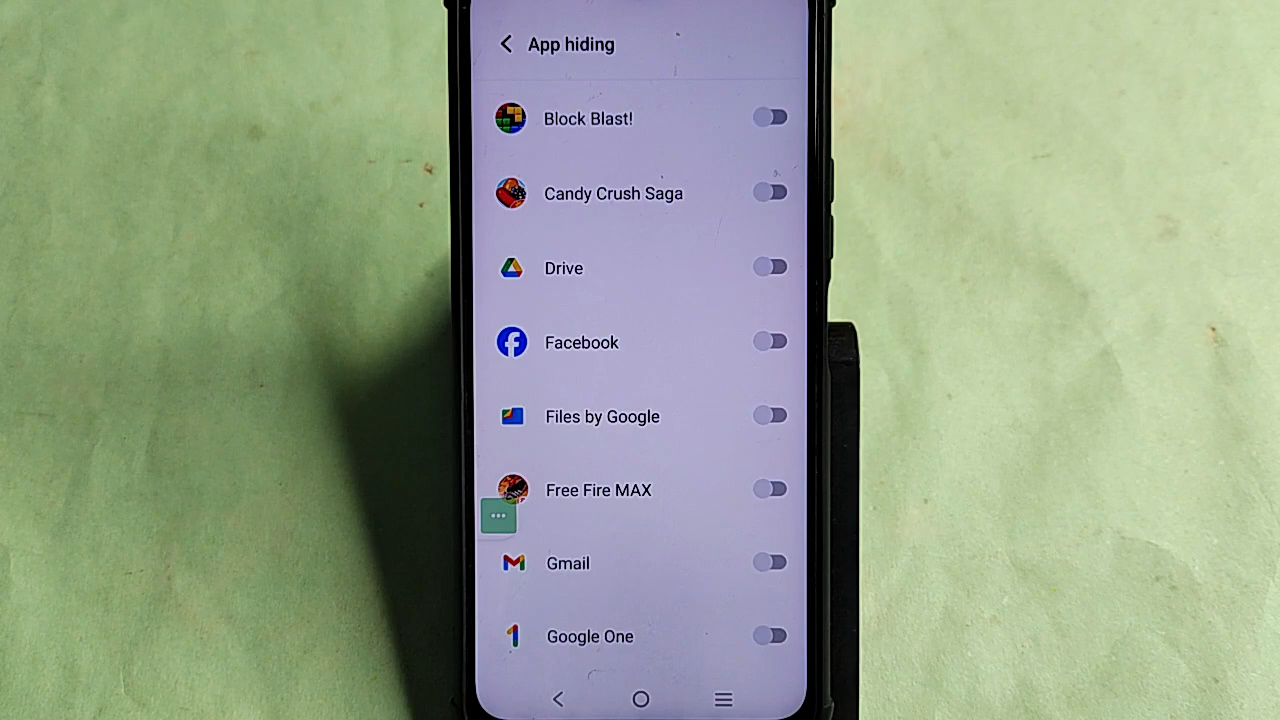 App hiding
Block Blast!
Candy Crush Saga
Drive
Facebook
Files by Google
Free Fire MAX
Gmail
Google One